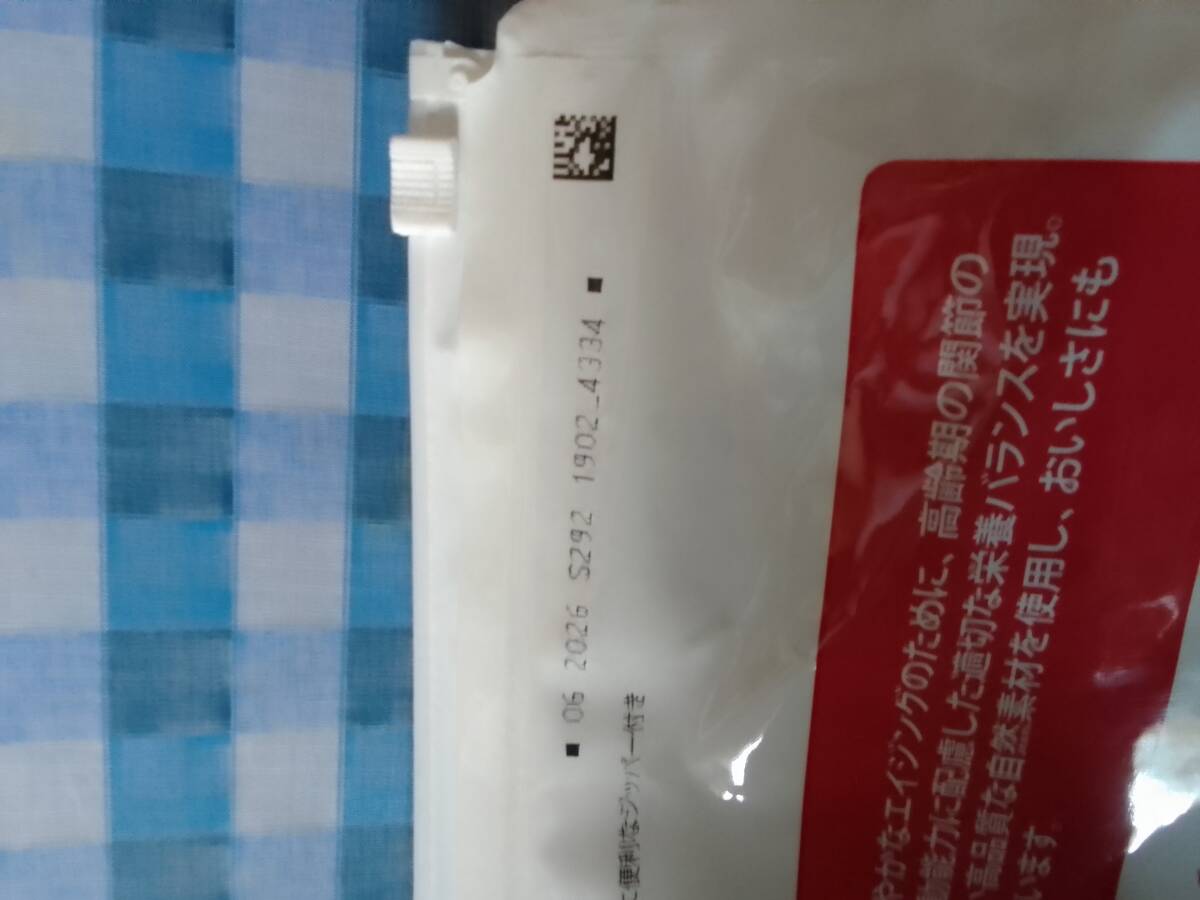 ■ 06 2026 S292 1902_4334 ■
に便利なジッパー付き
やかなエイジングのために、高齢期の関節の
動能力に配慮した適切な栄養バランスを実現。
高品質な自然素材を使用し、おいしさにも
います。